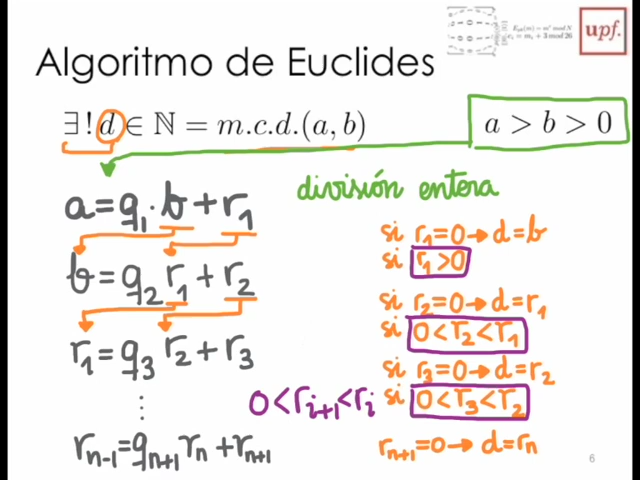 upf.
Algoritmo de Euclides
∃! d ∈ ℕ = m.c.d.(a, b)
a > b > 0
división entera
a = q₁ · b + r₁
si r₁=0 → d=b
si r₁>0
b = q₂ r₁ + r₂
si r₂=0 → d=r₁
si 0<r₂<r₁
r₁ = q₃ r₂ + r₃
si r₃=0 → d=r₂
0<rᵢ₊₁<rᵢ si 0<r₃<r₂
⋮
rₙ₋₁ = qₙ₊₁ rₙ + rₙ₊₁
rₙ₊₁=0 → d=rₙ
6